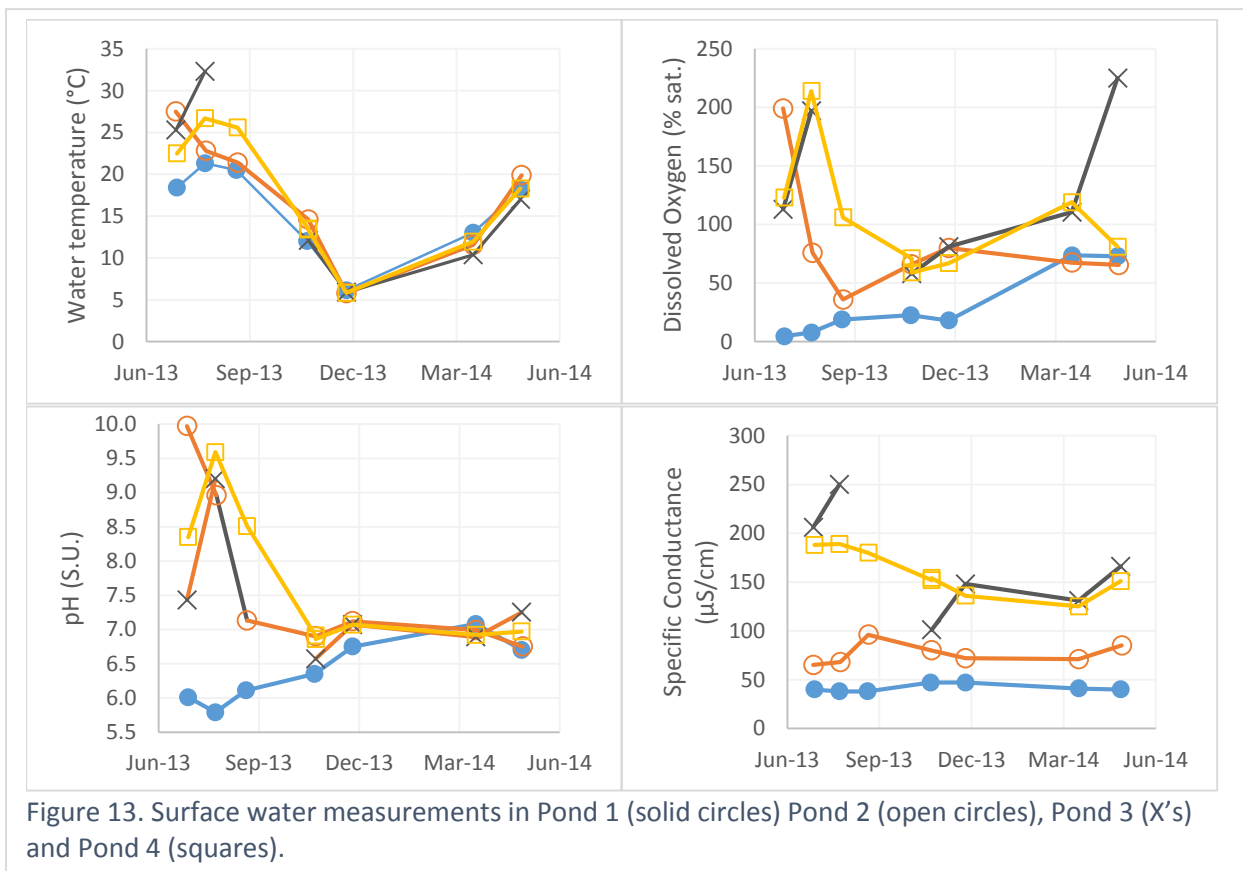 Water temperature (°C)
35
30
25
20
15
10
5
0
Jun-13 Sep-13 Dec-13 Mar-14 Jun-14
Dissolved Oxygen (% sat.)
250
200
150
100
50
0
Jun-13 Sep-13 Dec-13 Mar-14 Jun-14
pH (S.U.)
10.0
9.5
9.0
8.5
8.0
7.5
7.0
6.5
6.0
5.5
Jun-13 Sep-13 Dec-13 Mar-14 Jun-14
Specific Conductance
(µS/cm)
300
250
200
150
100
50
0
Jun-13 Sep-13 Dec-13 Mar-14 Jun-14
Figure 13. Surface water measurements in Pond 1 (solid circles) Pond 2 (open circles), Pond 3 (X’s)
and Pond 4 (squares).